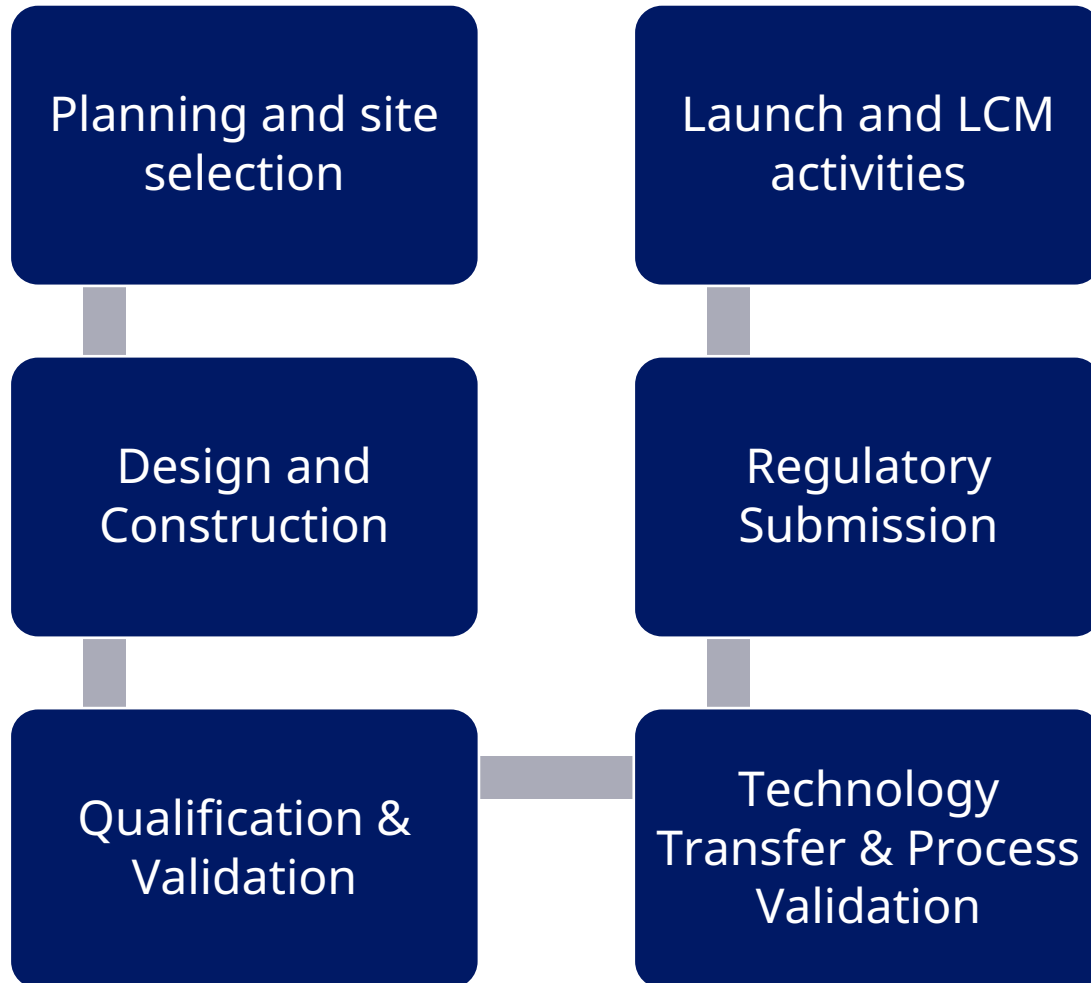 Planning and site
selection
Design and
Construction
Qualification &
Validation
Technology
Transfer & Process
Validation
Regulatory
Submission
Launch and LCM
activities